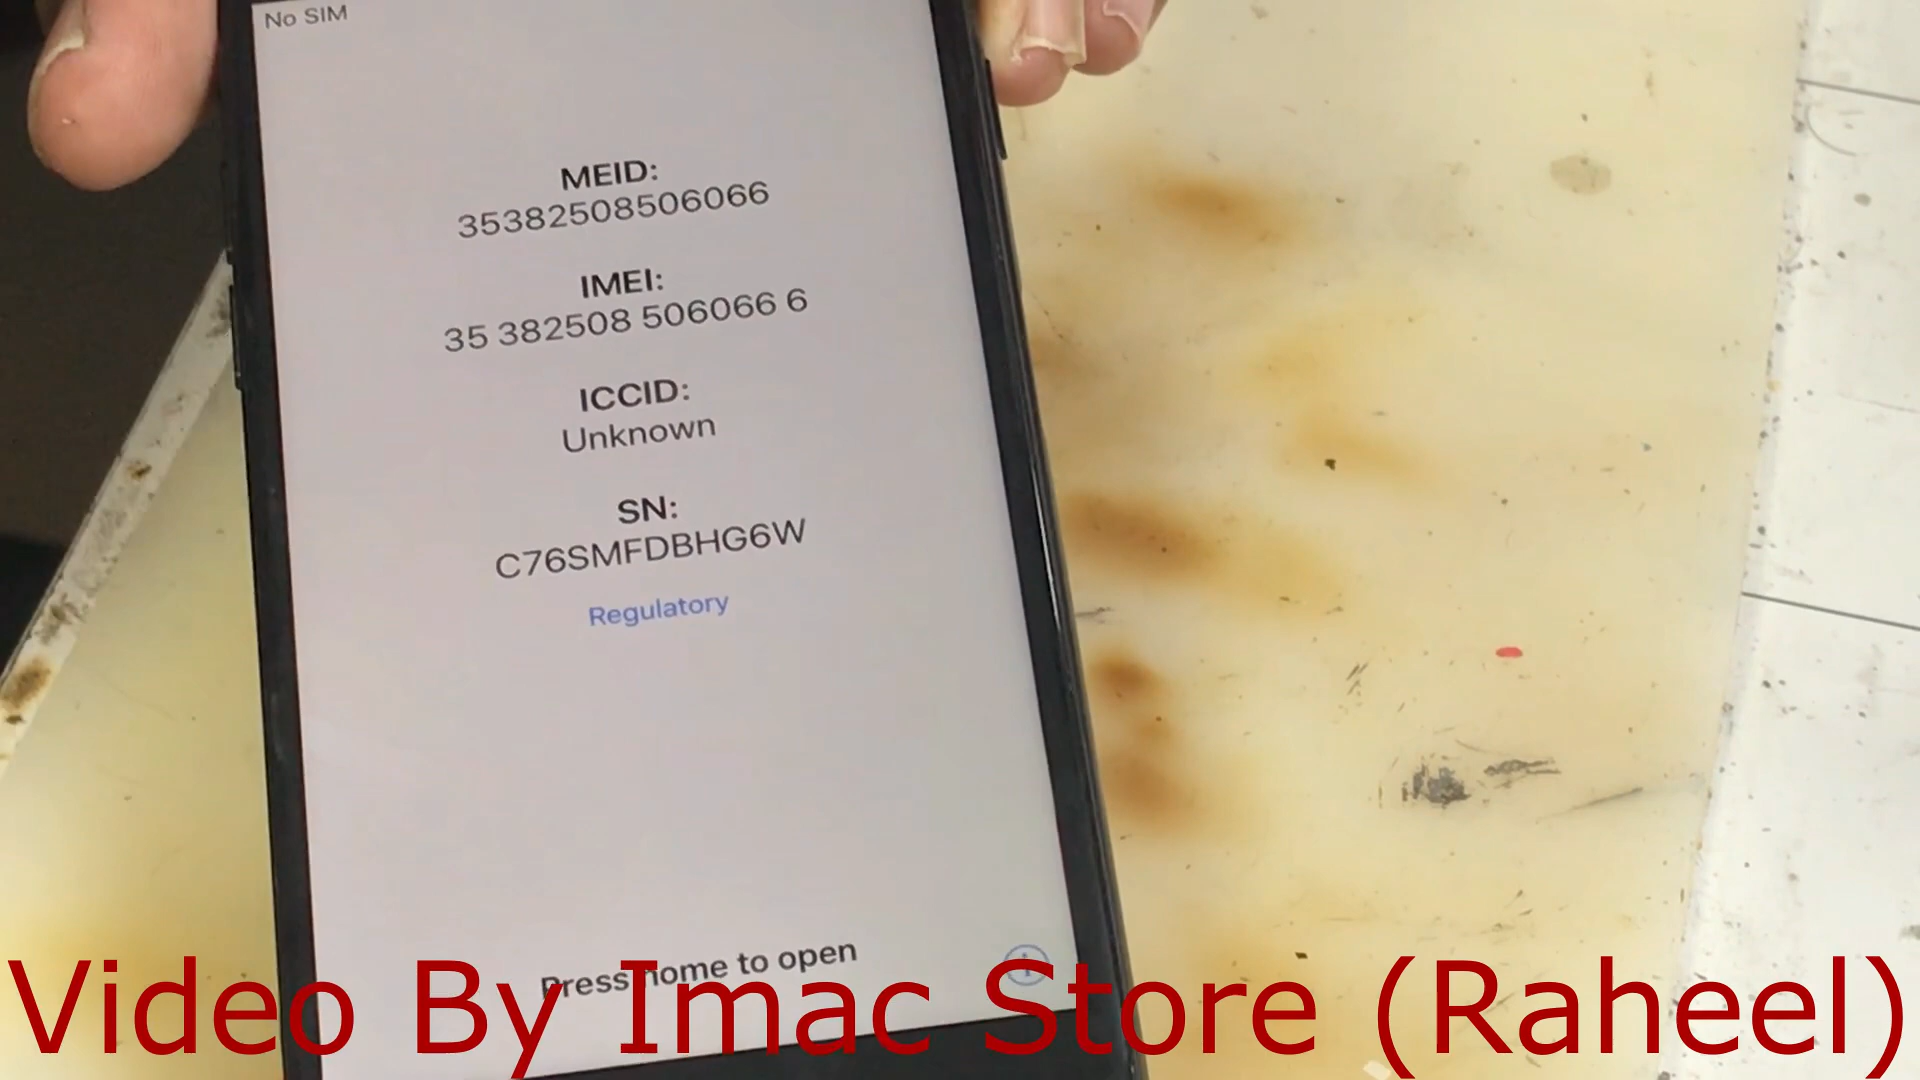 No SIM
MEID:
35382508506066
IMEI:
35 382508 506066 6
ICCID:
Unknown
SN:
C76SMFDBHG6W
Regulatory
Press home to open
Video By Imac Store (Raheel)